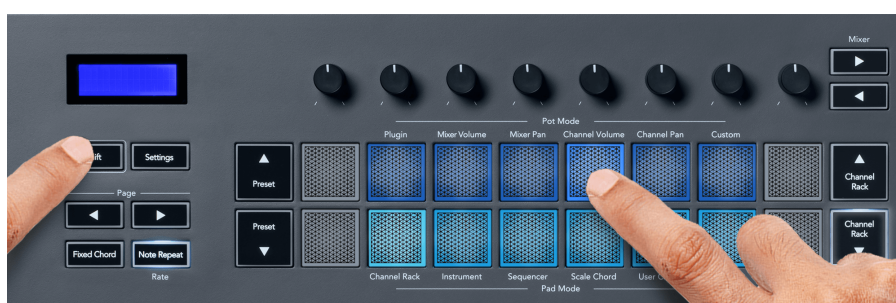 Mixer
Pot Mode
Plugin
Mixer Volume
Mixer Pan
Channel Volume
Channel Pan
Custom
Settings
Preset
Channel
Rack
Page
Preset
Channel
Rack
Fixed Chord
Note Repeat
Rate
Channel Rack
Instrument
Sequencer
Scale Chord
Pad Mode